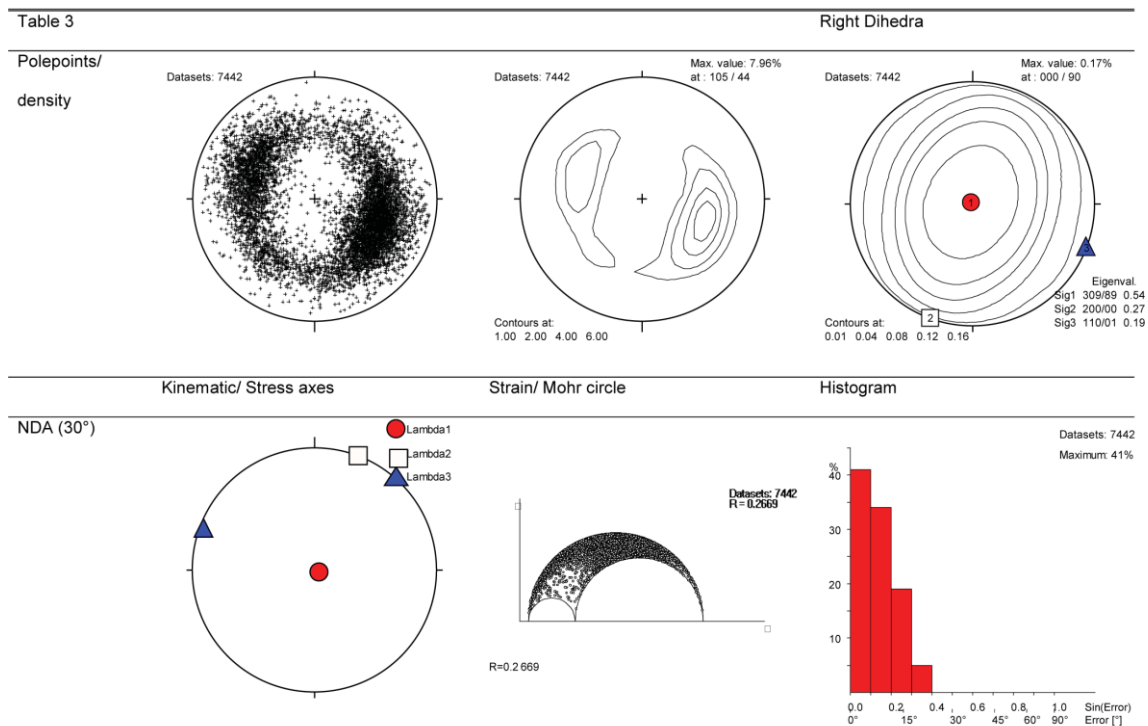 Table 3
Right Dihedra
Polepoints/
density
Datasets: 7442
Datasets: 7442
Max. value: 7.96%
at : 105 / 44
Contours at:
1.00 2.00 4.00 6.00
Datasets: 7442
Max. value: 0.17%
at : 000 / 90
1
2
3
Eigenval.
Sig1 309/89 0.54
Sig2 200/00 0.27
Sig3 110/01 0.19
Contours at:
0.01 0.04 0.08 0.12 0.16
Kinematic/ Stress axes
Strain/ Mohr circle
Histogram
NDA (30°)
Lambda1
Lambda2
Lambda3
Datasets: 7442
R = 0.2669
R=0.2669
Datasets: 7442
Maximum: 41%
%
40
30
20
10
0.0 0.2 0.4 0.6 0.8 1.0 Sin(Error)
0° 15° 30° 45° 60° 90° Error [°]